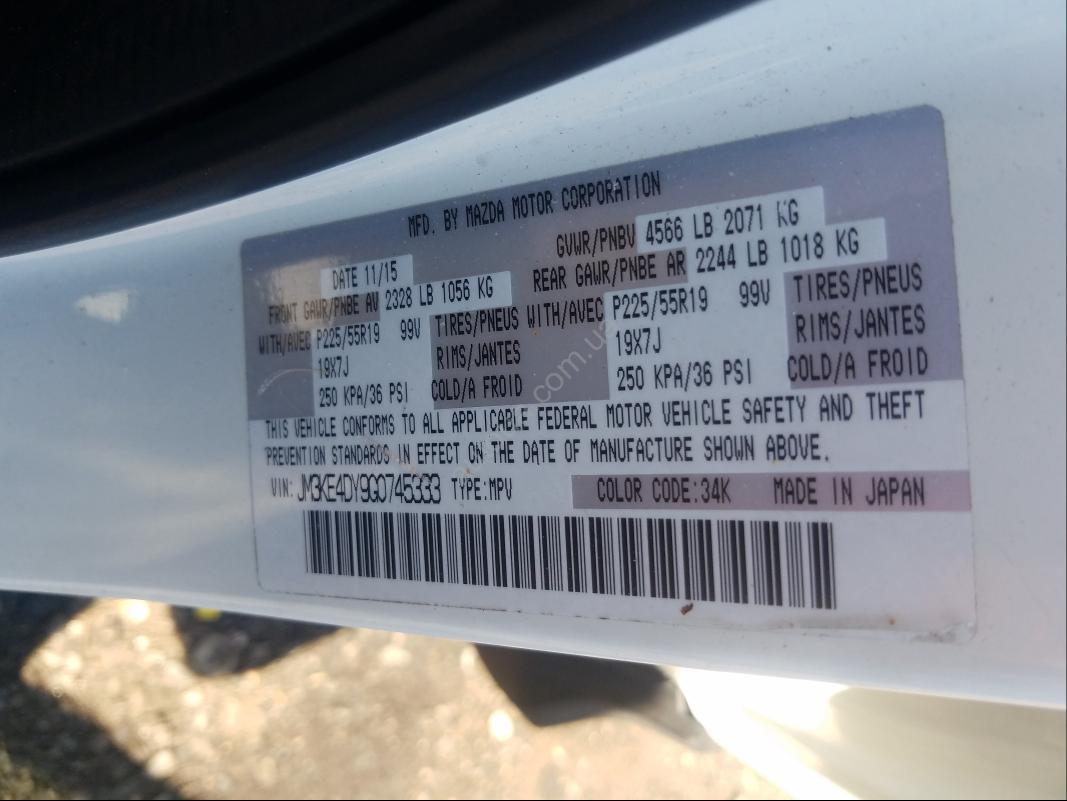 MFD. BY MAZDA MOTOR CORPORATION
DATE 11/15 GVWR/PNBV 4566 LB 2071 KG
FRONT GAWR/PNBE AV 2328 LB 1056 KG REAR GAWR/PNBE AR 2244 LB 1018 KG
WITH/AVEC P225/55R19 99V TIRES/PNEUS WITH/AVEC P225/55R19 99V TIRES/PNEUS
19X7J RIMS/JANTES 19X7J RIMS/JANTES
250 KPA/36 PSI COLD/A FROID 250 KPA/36 PSI COLD/A FROID
THIS VEHICLE CONFORMS TO ALL APPLICABLE FEDERAL MOTOR VEHICLE SAFETY AND THEFT
PREVENTION STANDARDS IN EFFECT ON THE DATE OF MANUFACTURE SHOWN ABOVE.
VIN: JM3KE4DY9G0745333 TYPE:MPV COLOR CODE:34K MADE IN JAPAN